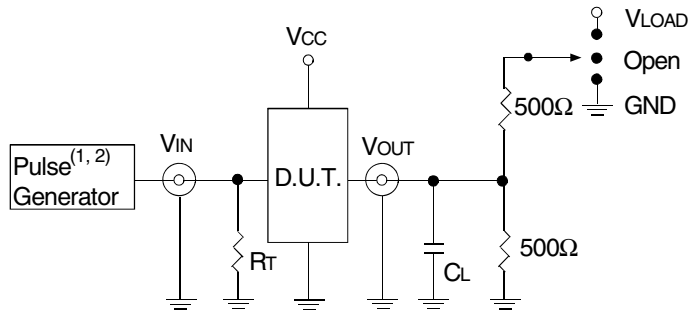 VLOAD
VCC
Open
500Ω
GND
VIN
VOUT
Pulse(1, 2)
Generator
D.U.T.
RT
CL
500Ω